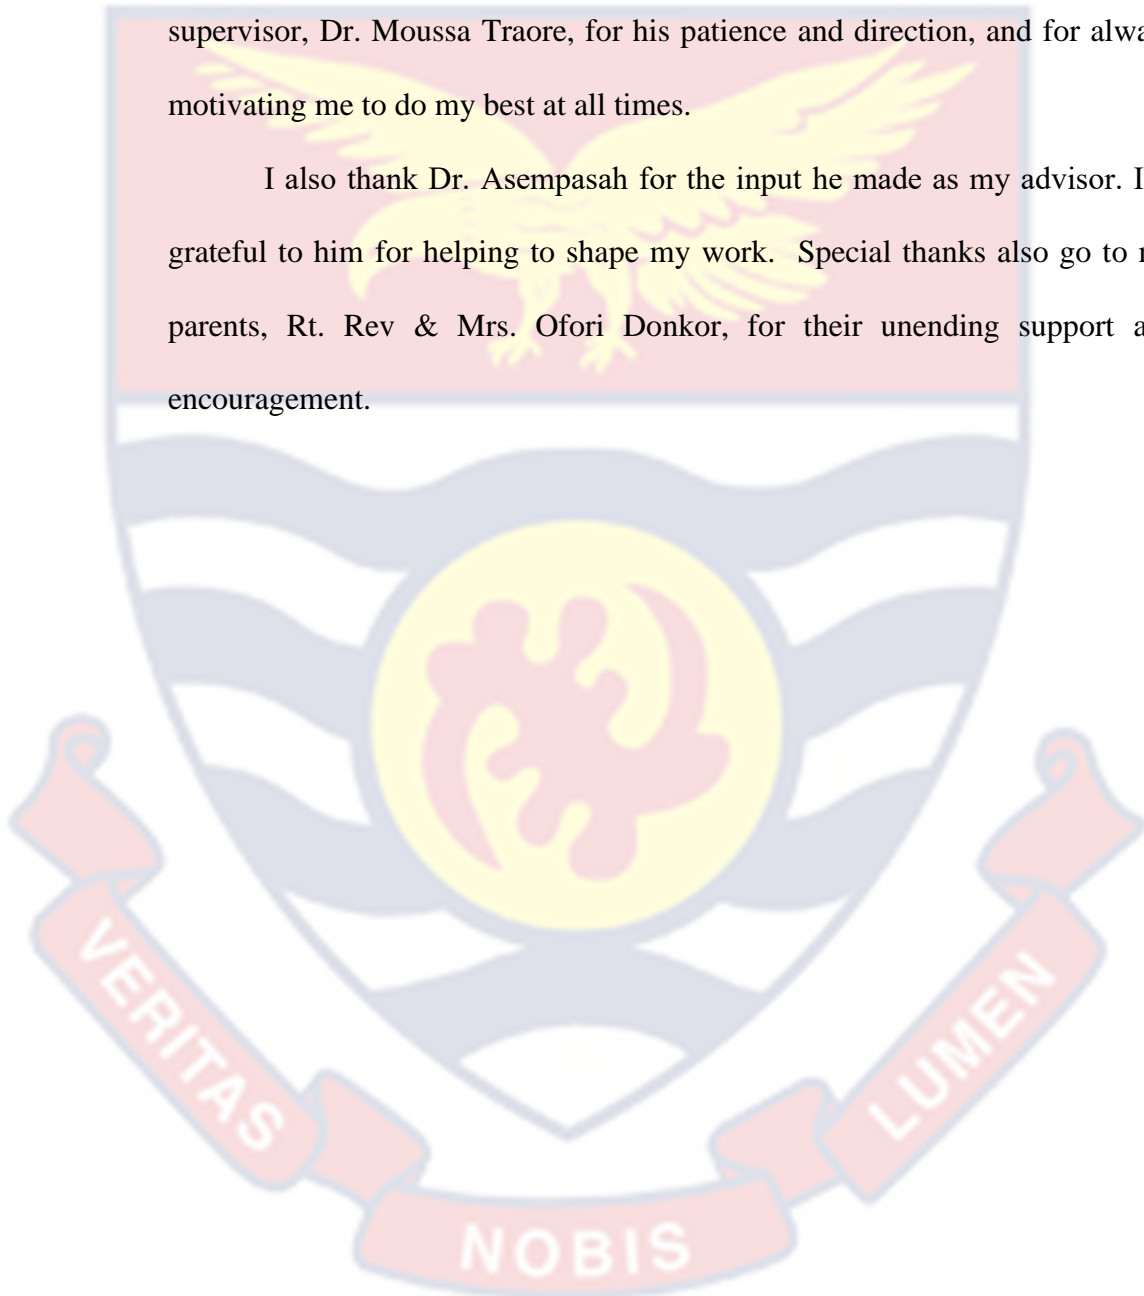 supervisor, Dr. Moussa Traore, for his patience and direction, and for alwa
motivating me to do my best at all times.
I also thank Dr. Asempasah for the input he made as my advisor. I
grateful to him for helping to shape my work. Special thanks also go to
parents, Rt. Rev & Mrs. Ofori Donkor, for their unending support a
encouragement.
VERITAS
NOBIS
LUMEN